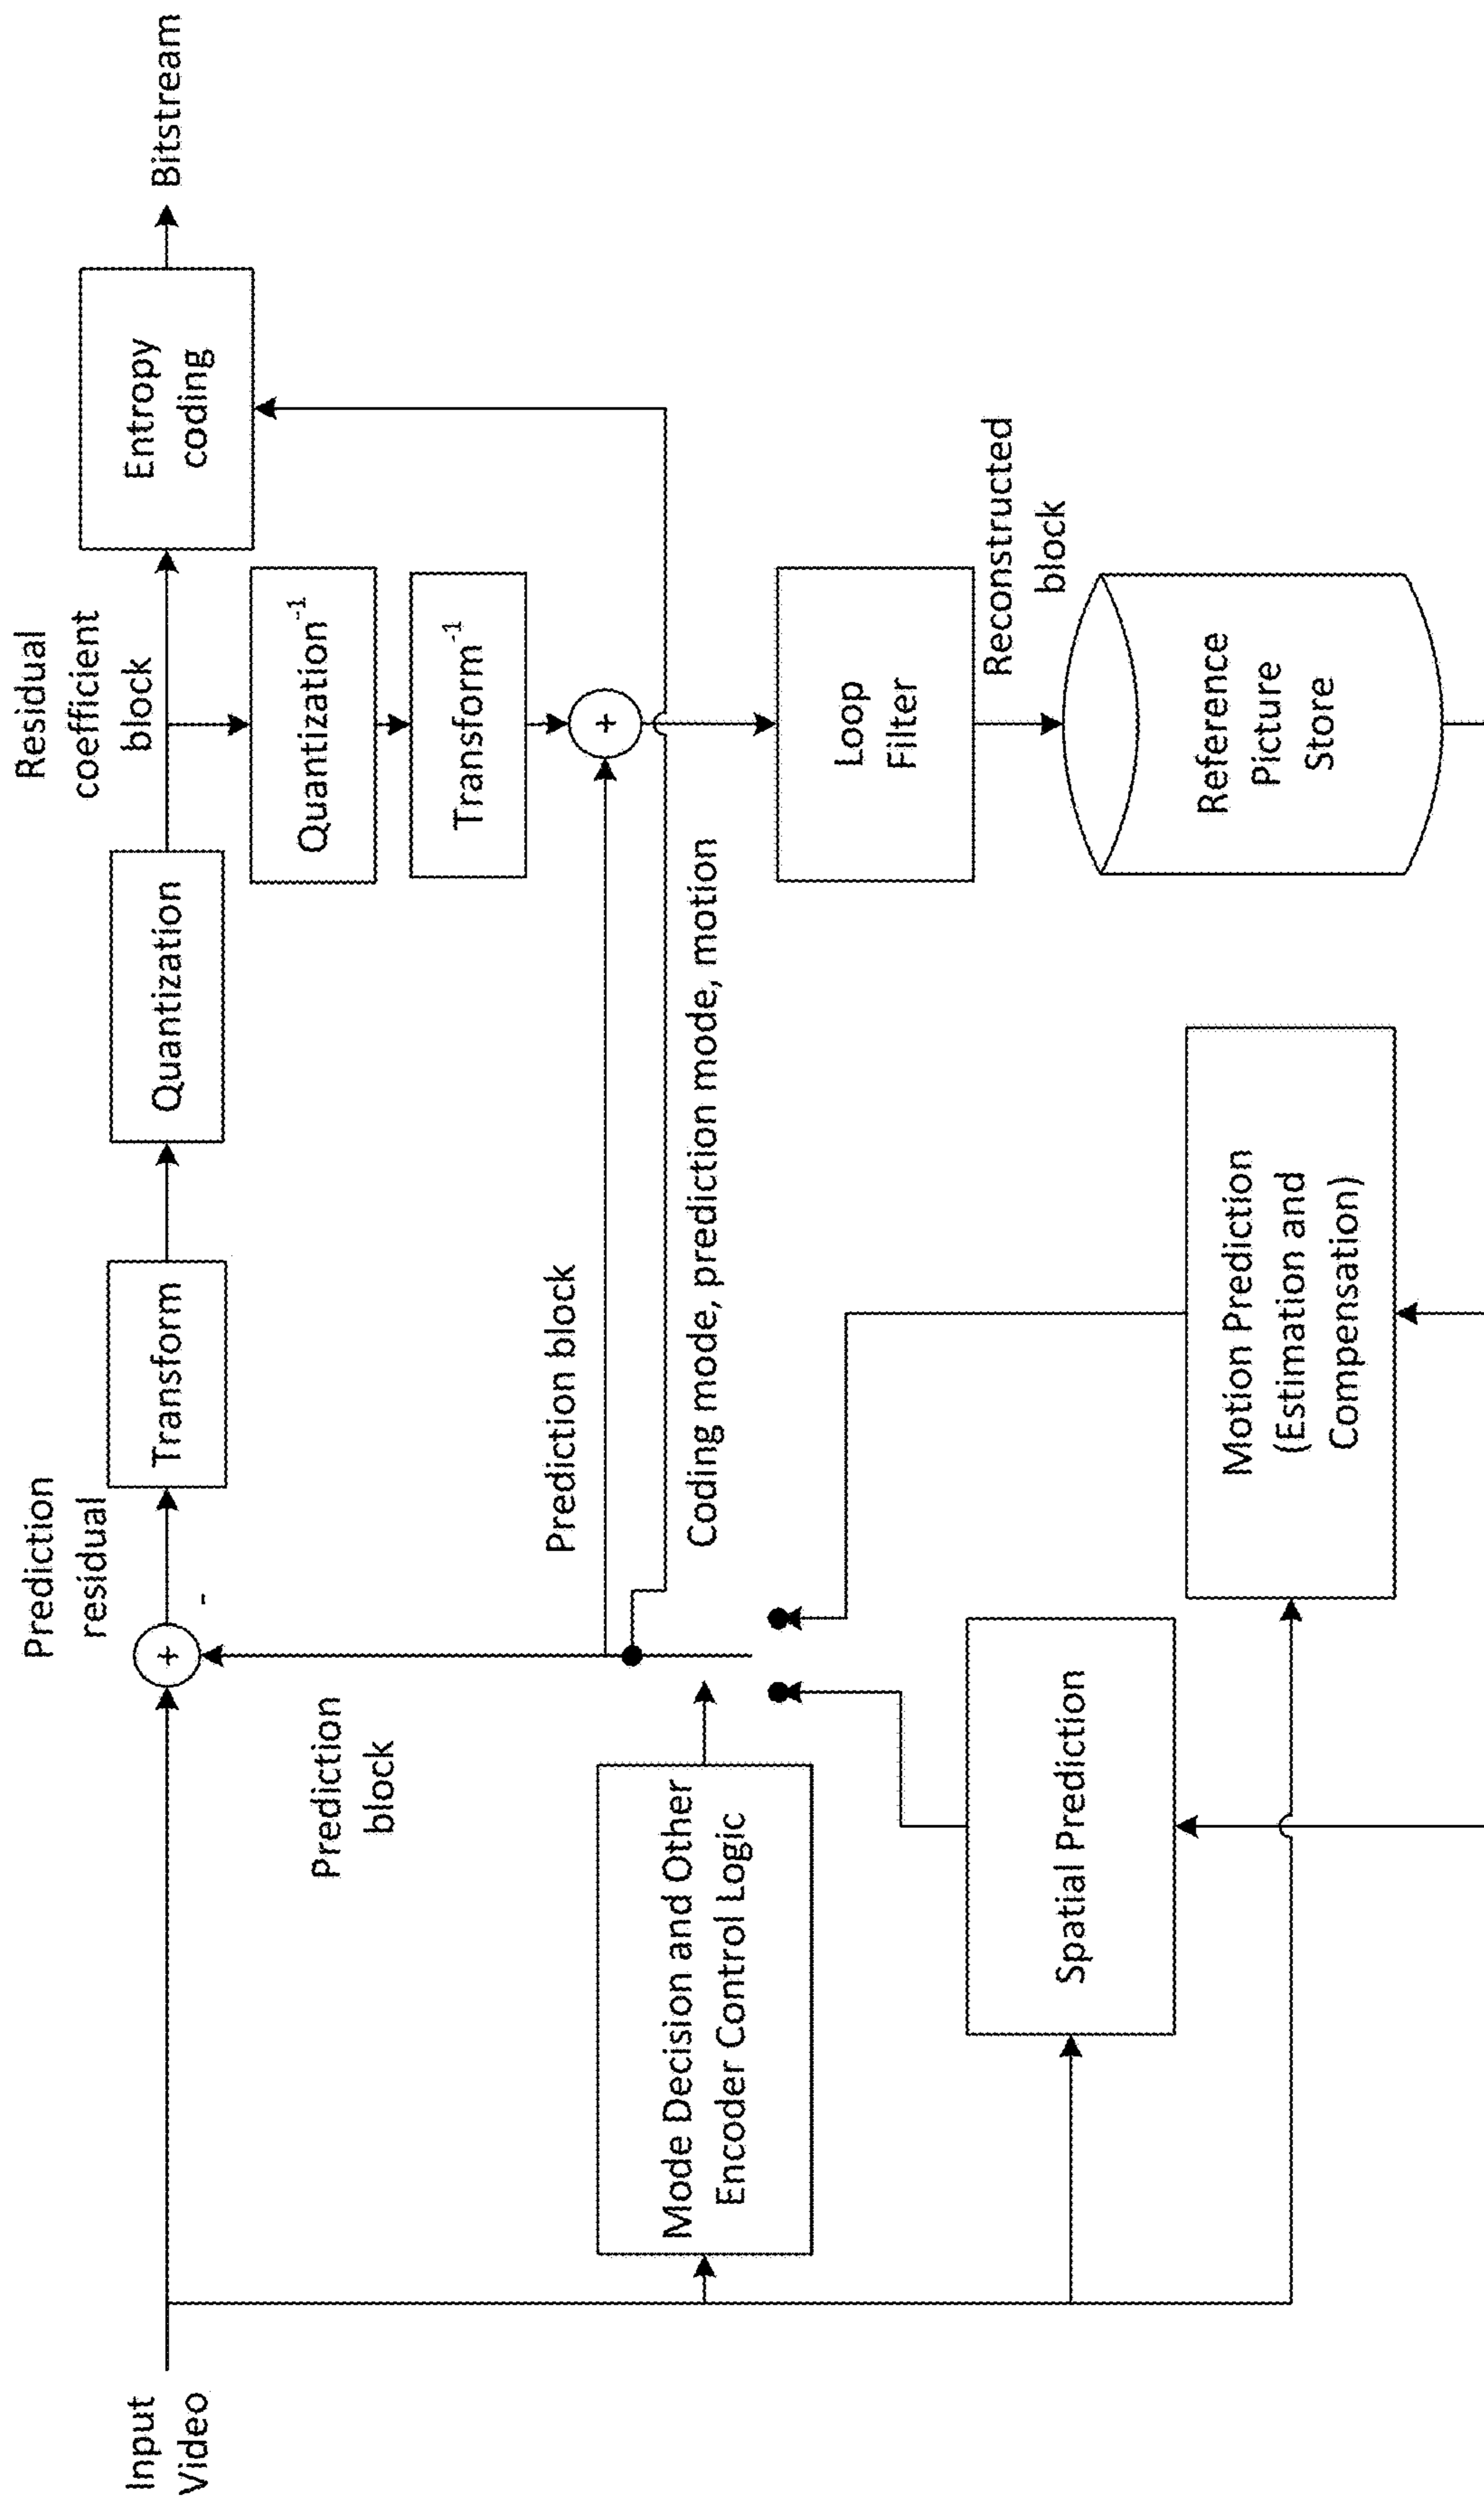 Input
Video
+
-
Prediction
residual
Transform
Quantization
Residual
coefficient
block
Entropy
coding
Bitstream
Prediction
block
Quantization-1
Transform-1
+
Prediction block
Coding mode, prediction mode, motion
Mode Decision and Other
Encoder Control Logic
Loop
Filter
Reconstructed
block
Spatial Prediction
Motion Prediction
(Estimation and
Compensation)
Reference
Picture
Store